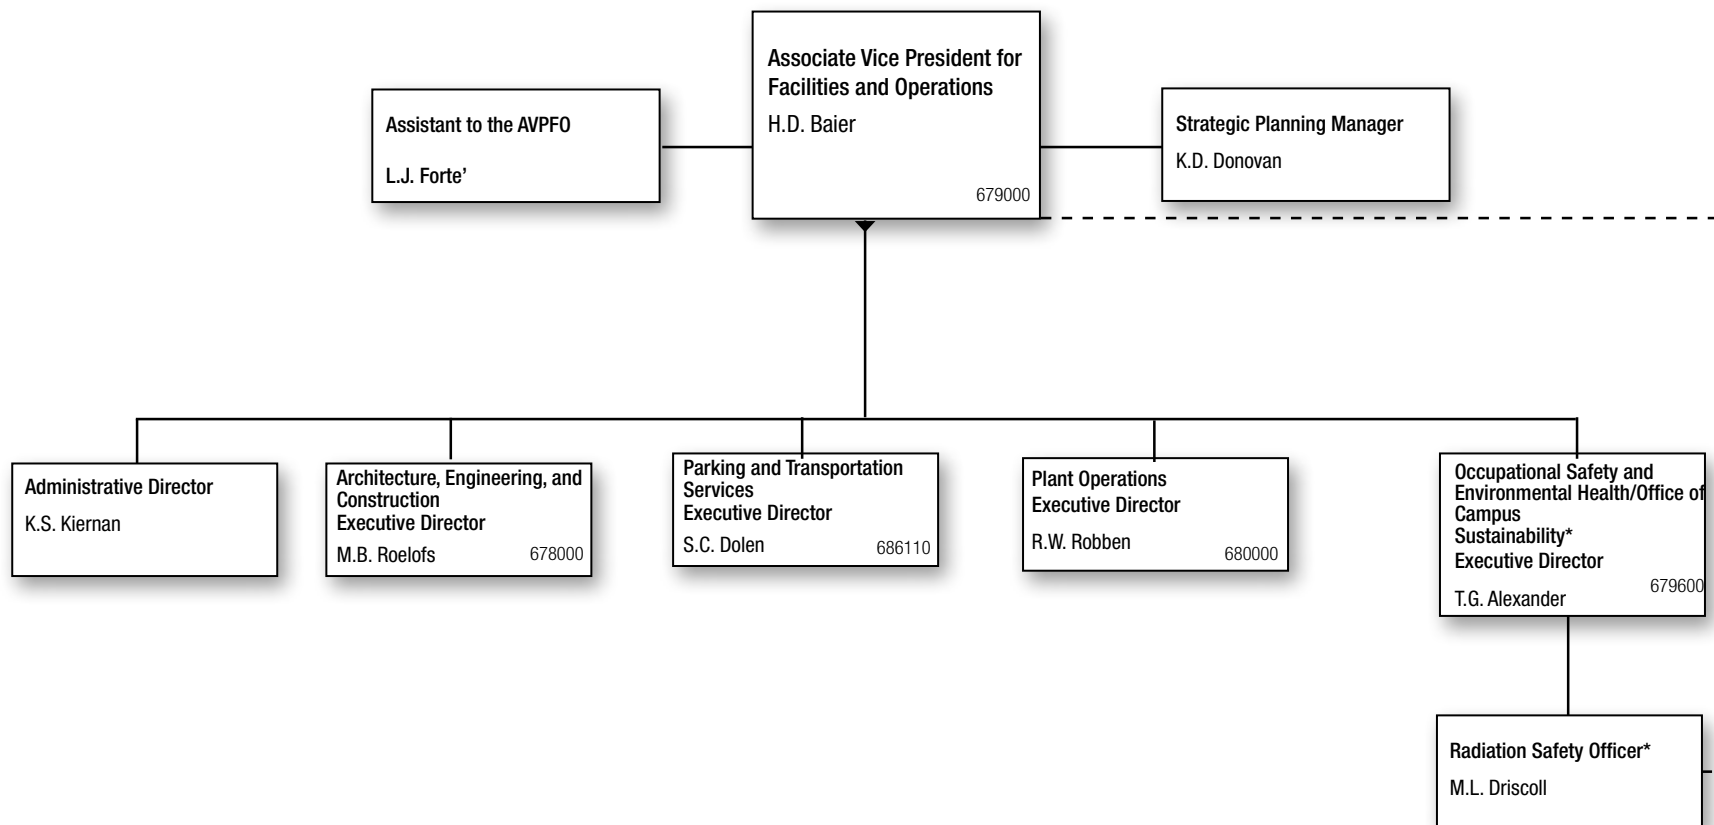 Associate Vice President for
Facilities and Operations
H.D. Baier
679000
Assistant to the AVPFO
L.J. Forte’
Strategic Planning Manager
K.D. Donovan
Administrative Director
K.S. Kiernan
Architecture, Engineering, and
Construction
Executive Director
M.B. Roelofs 678000
Parking and Transportation
Services
Executive Director
S.C. Dolen 686110
Plant Operations
Executive Director
R.W. Robben
680000
Occupational Safety and
Environmental Health/Office of
Campus
Sustainability*
Executive Director
679600
T.G. Alexander
Radiation Safety Officer*
M.L. Driscoll